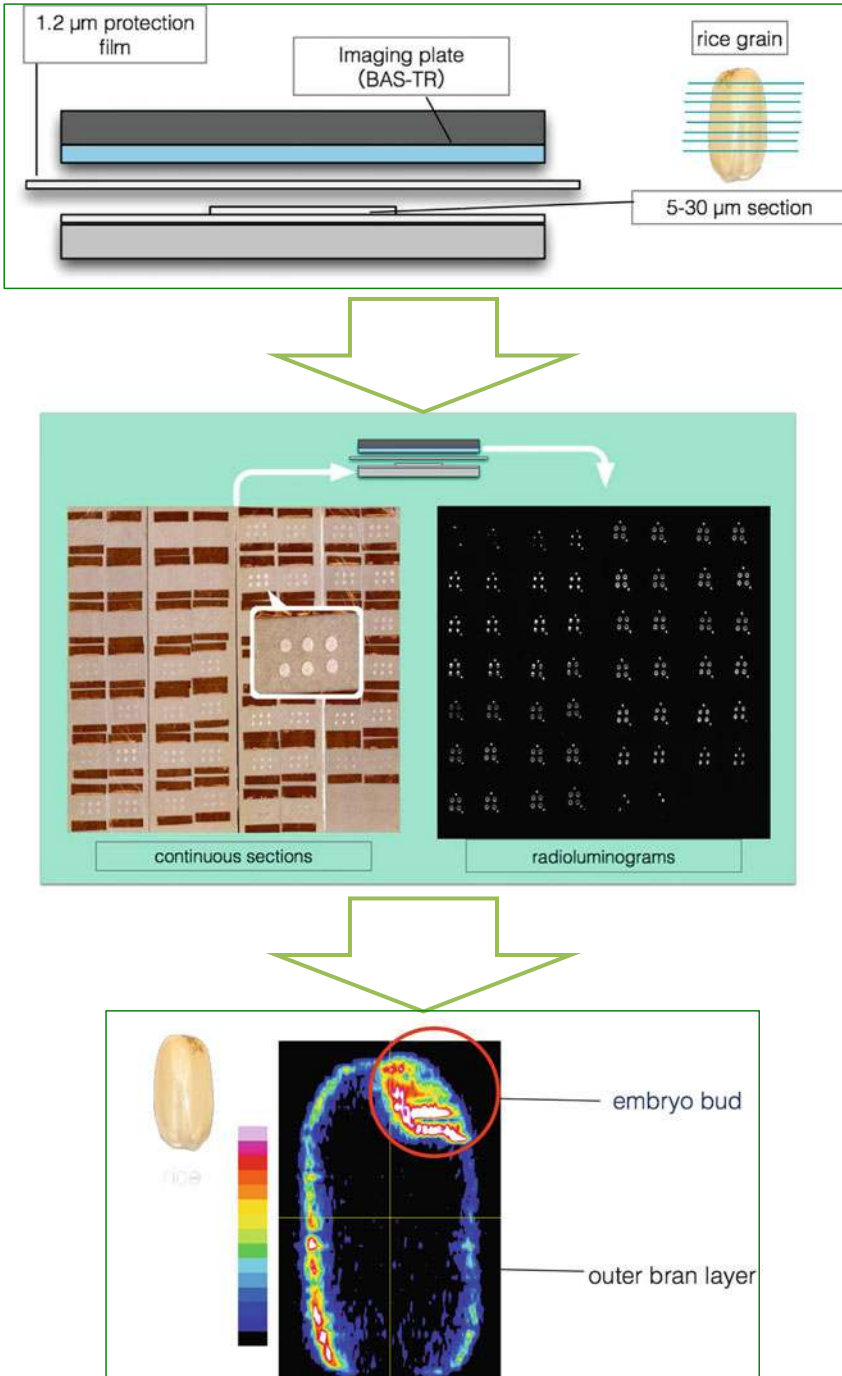 1.2 μm protection
film
Imaging plate
(BAS-TR)
rice grain
5-30 μm section
continuous sections
radioluminograms
rice
embryo bud
outer bran layer